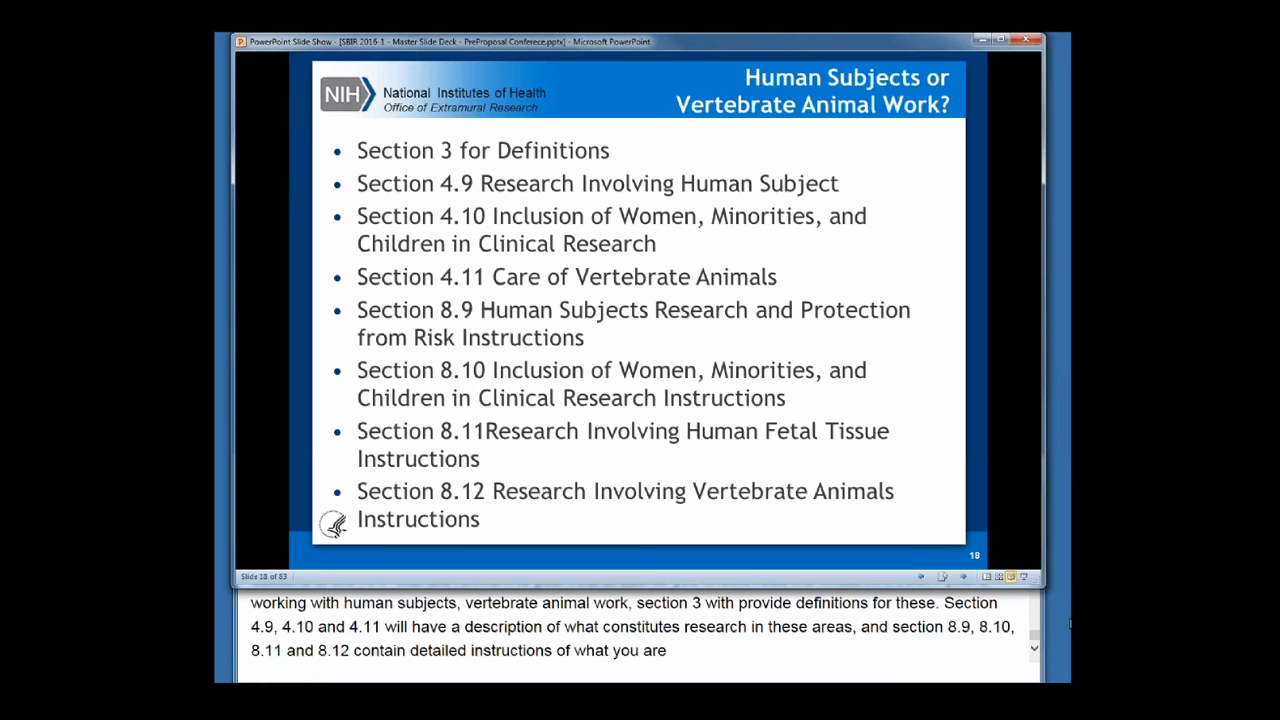 PowerPoint Slide Show - [SBIR 2016-1 - Master Slide Deck - PreProposal Conferece.pptx] - Microsoft PowerPoint
NIH National Institutes of Health
Office of Extramural Research
Human Subjects or
Vertebrate Animal Work?
• Section 3 for Definitions
• Section 4.9 Research Involving Human Subject
• Section 4.10 Inclusion of Women, Minorities, and
Children in Clinical Research
• Section 4.11 Care of Vertebrate Animals
• Section 8.9 Human Subjects Research and Protection
from Risk Instructions
• Section 8.10 Inclusion of Women, Minorities, and
Children in Clinical Research Instructions
• Section 8.11Research Involving Human Fetal Tissue
Instructions
• Section 8.12 Research Involving Vertebrate Animals
Instructions
18
Slide 18 of 83
working with human subjects, vertebrate animal work, section 3 with provide definitions for these. Section
4.9, 4.10 and 4.11 will have a description of what constitutes research in these areas, and section 8.9, 8.10,
8.11 and 8.12 contain detailed instructions of what you are